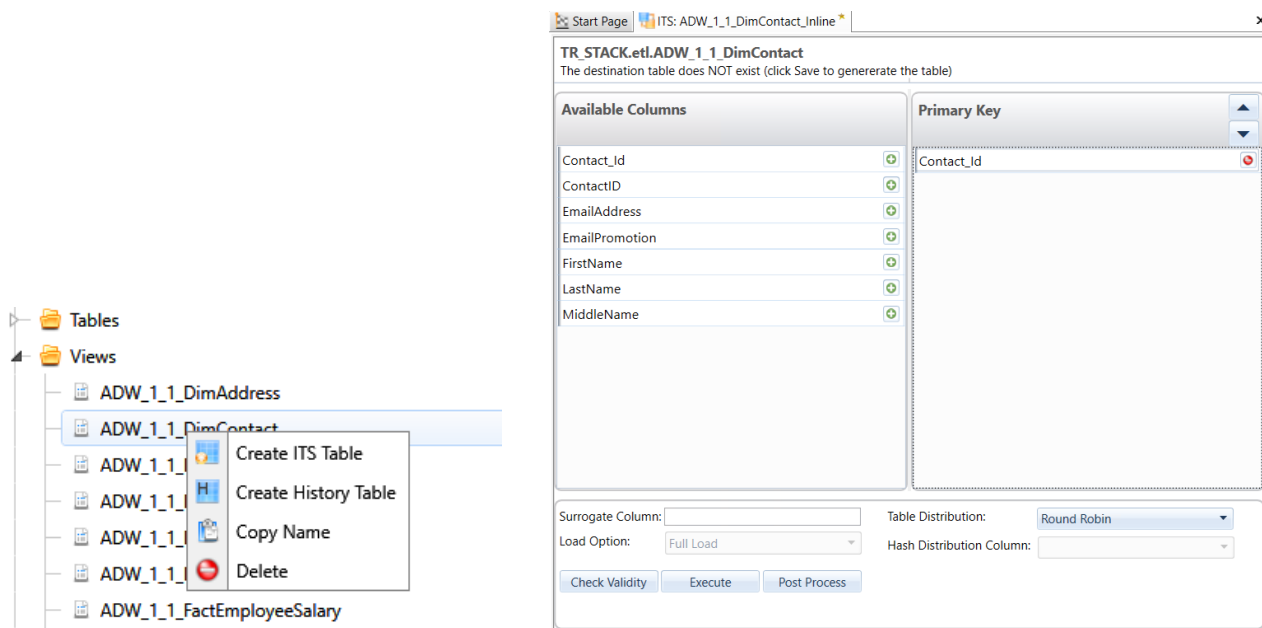 Tables
Views
ADW_1_1_DimAddress
ADW_1_1_DimContact
ADW_1_1_
ADW_1_1_
ADW_1_1_
ADW_1_1_
ADW_1_1_FactEmployeeSalary
Create ITS Table
H Create History Table
Copy Name
Delete
Start Page ITS: ADW_1_1_DimContact_Inline * ×
TR_STACK.etl.ADW_1_1_DimContact
The destination table does NOT exist (click Save to genererate the table)
Available Columns
Contact_Id
ContactID
EmailAddress
EmailPromotion
FirstName
LastName
MiddleName
Primary Key
Contact_Id
Surrogate Column:
Load Option: Full Load
Table Distribution: Round Robin
Hash Distribution Column:
Check Validity Execute Post Process